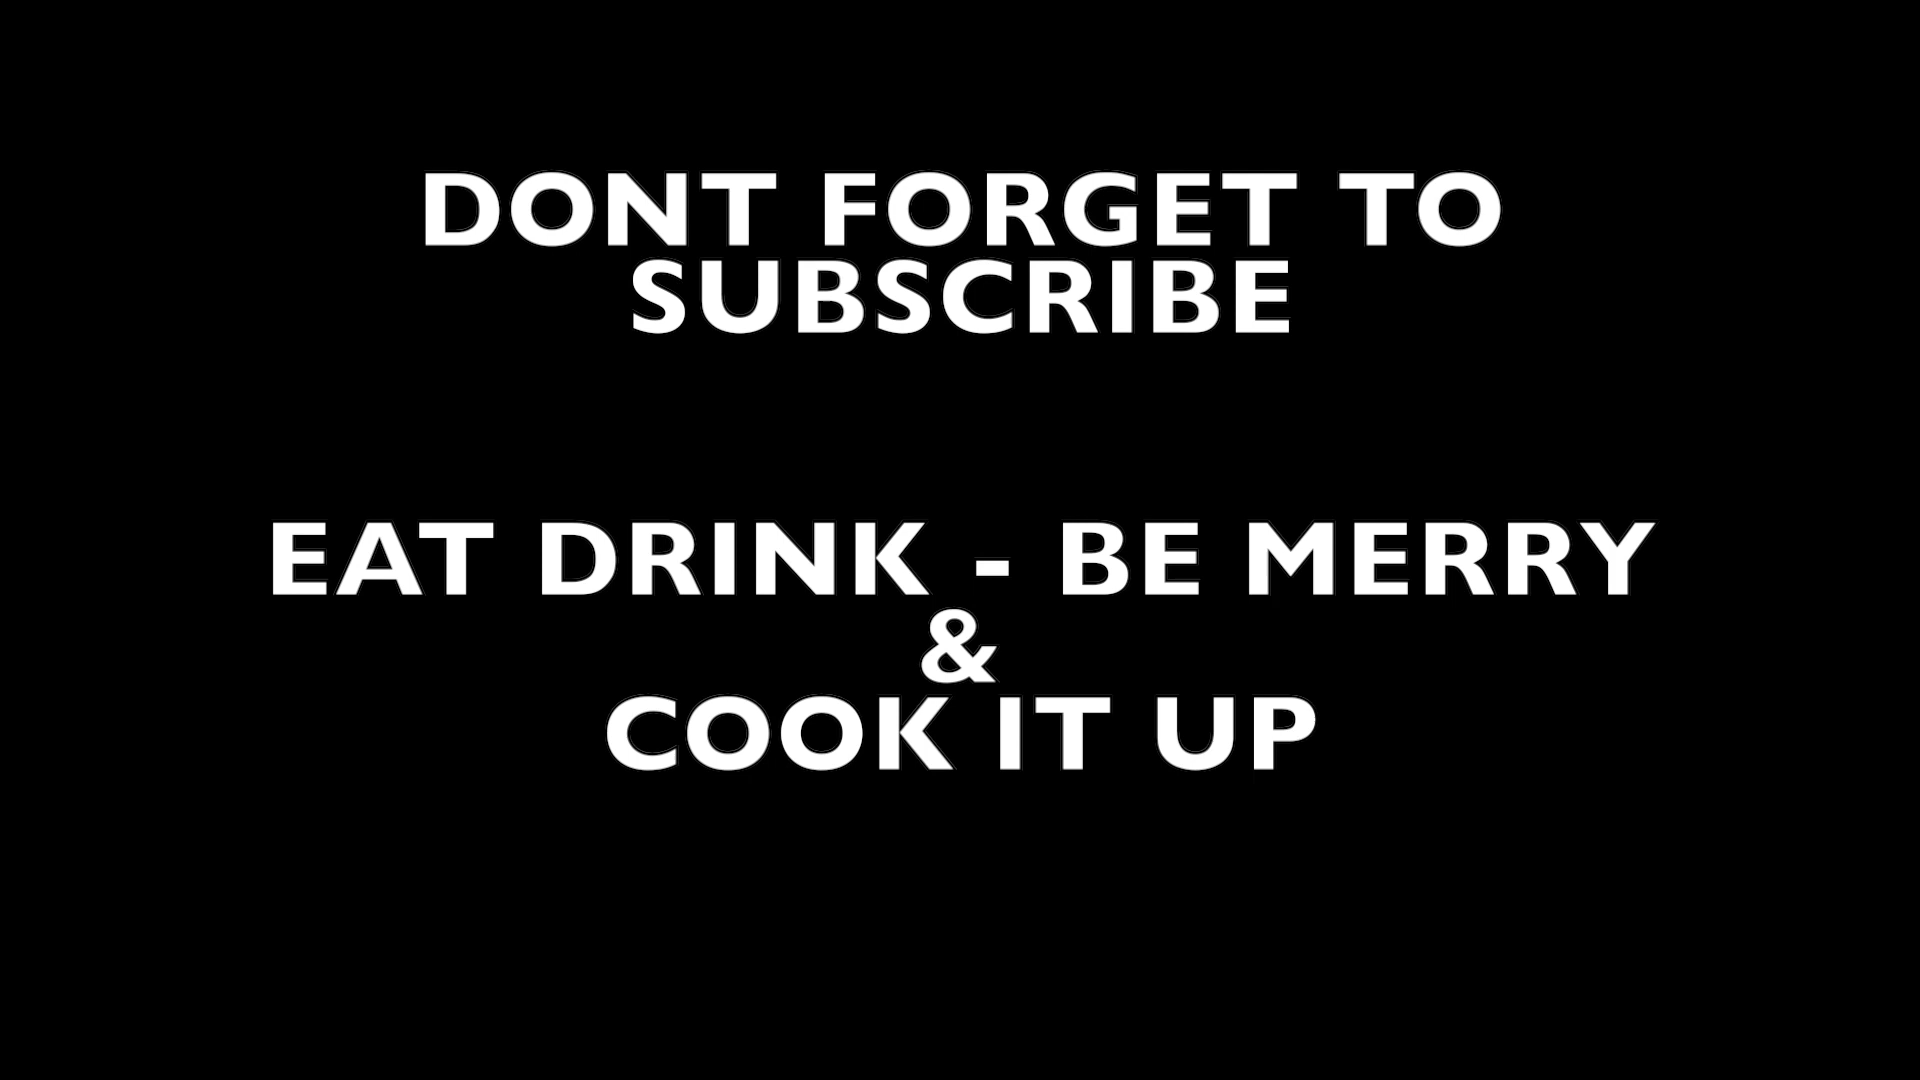 DONT FORGET TO
SUBSCRIBE
EAT DRINK - BE MERRY
&
COOK IT UP